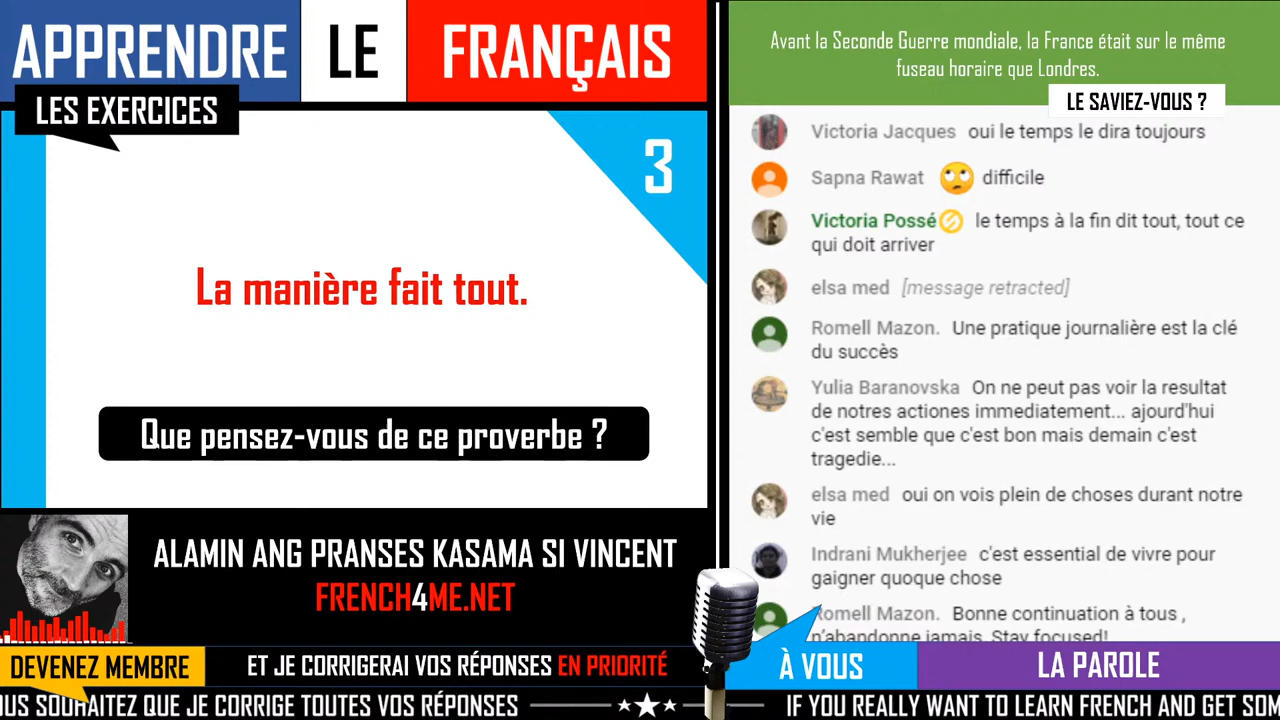 APPRENDRE LE FRANÇAIS
LES EXERCICES
3
La manière fait tout.
Que pensez-vous de ce proverbe ?
ALAMIN ANG PRANSES KASAMA SI VINCENT
FRENCH4ME.NET
DEVENEZ MEMBRE
ET JE CORRIGERAI VOS RÉPONSES EN PRIORITÉ
OUS SOUHAITEZ QUE JE CORRIGE TOUTES VOS RÉPONSES
IF YOU REALLY WANT TO LEARN FRENCH AND GET SOM
Avant la Seconde Guerre mondiale, la France était sur le même
fuseau horaire que Londres.
LE SAVIEZ-VOUS ?
Victoria Jacques oui le temps le dira toujours
Sapna Rawat 🙄 difficile
Victoria Possé le temps à la fin dit tout, tout ce
qui doit arriver
elsa med [message retracted]
Romell Mazon. Une pratique journalière est la clé
du succès
Yulia Baranovska On ne peut pas voir la resultat
de notres actiones immediatement... ajourd'hui
c'est semble que c'est bon mais demain c'est
tragedie...
elsa med oui on vois plein de choses durant notre
vie
Indrani Mukherjee c'est essential de vivre pour
gaigner quoque chose
Romell Mazon. Bonne continuation à tous ,
n'abandonne jamais. Stay focused!
À VOUS
LA PAROLE